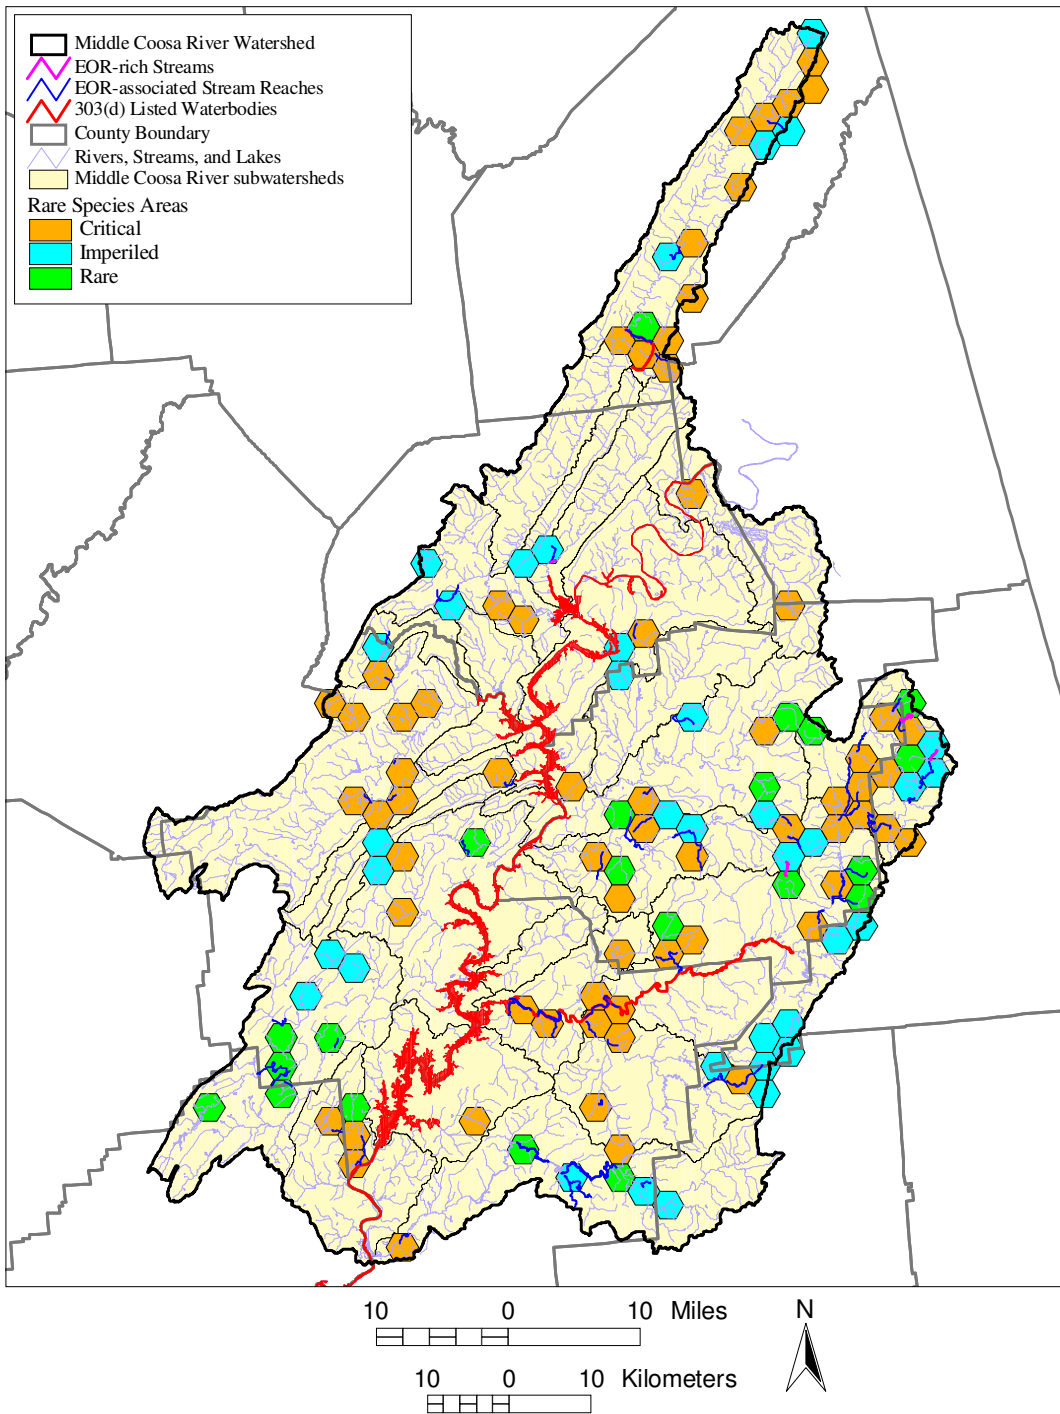 Middle Coosa River Watershed
EOR-rich Streams
EOR-associated Stream Reaches
303(d) Listed Waterbodies
County Boundary
Rivers, Streams, and Lakes
Middle Coosa River subwatersheds
Rare Species Areas
Critical
Imperiled
Rare
10 0 10 Miles
N
10 0 10 Kilometers